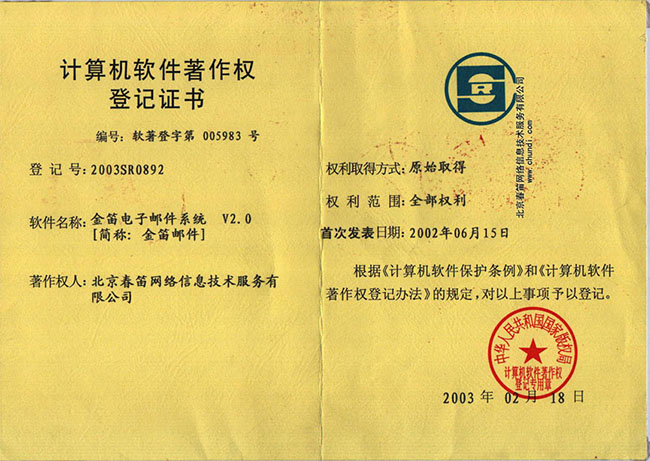 计算机软件著作权
登记证书
编号: 软著登字第 005983 号
登记号: 2003SR0892
软件名称: 金笛电子邮件系统 V2.0
[简称: 金笛邮件]
著作权人: 北京春笛网络信息技术服务有
限公司
SR
北京春笛网络信息技术服务有限公司
www.chundi.com
权利取得方式: 原始取得
权利范围: 全部权利
首次发表日期: 2002年06月15日
根据《计算机软件保护条例》和《计算机软件
著作权登记办法》的规定,对以上事项予以登记。
中华人民共和国国家版权局
计算机软件著作权
登记专用章
2003 年 02 月 18 日